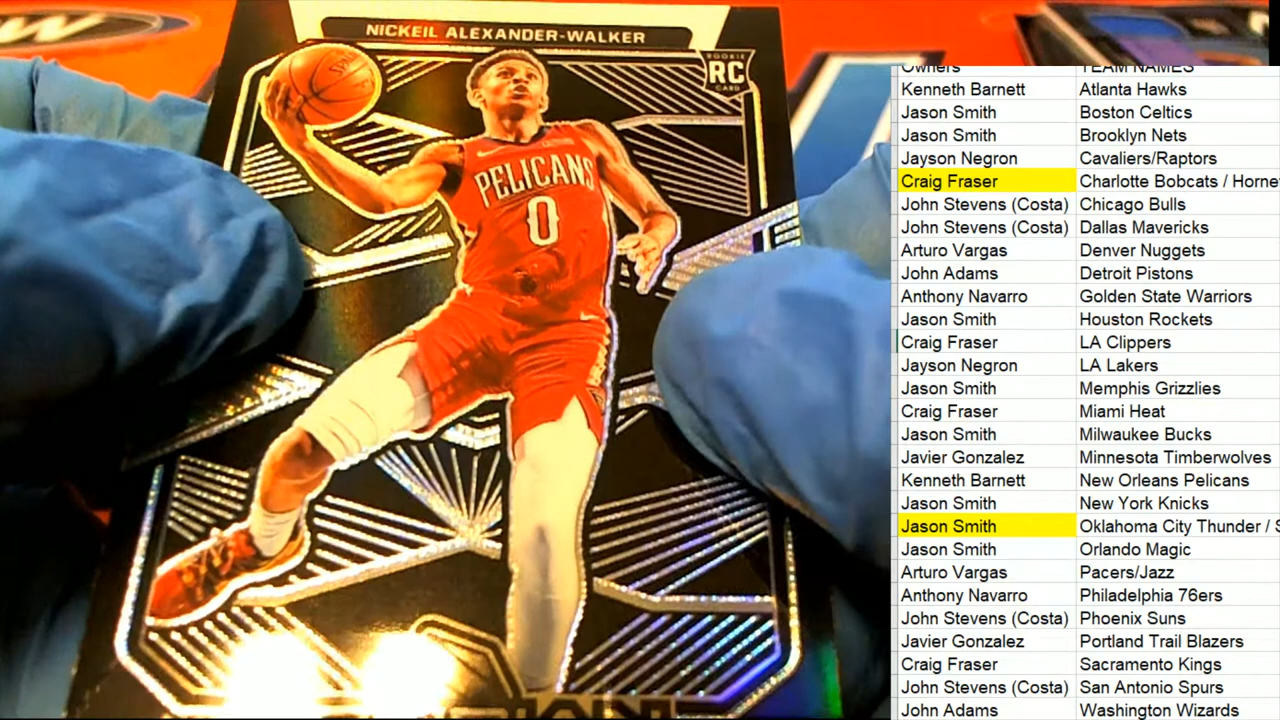 NICKEIL ALEXANDER-WALKER
ROOKIE
RC
CARD
SPALDING
PELICANS
0
Owners TEAM NAMES
Kenneth Barnett Atlanta Hawks
Jason Smith Boston Celtics
Jason Smith Brooklyn Nets
Jayson Negron Cavaliers/Raptors
Craig Fraser Charlotte Bobcats / Horne
John Stevens (Costa) Chicago Bulls
John Stevens (Costa) Dallas Mavericks
Arturo Vargas Denver Nuggets
John Adams Detroit Pistons
Anthony Navarro Golden State Warriors
Jason Smith Houston Rockets
Craig Fraser LA Clippers
Jayson Negron LA Lakers
Jason Smith Memphis Grizzlies
Craig Fraser Miami Heat
Jason Smith Milwaukee Bucks
Javier Gonzalez Minnesota Timberwolves
Kenneth Barnett New Orleans Pelicans
Jason Smith New York Knicks
Jason Smith Oklahoma City Thunder / S
Jason Smith Orlando Magic
Arturo Vargas Pacers/Jazz
Anthony Navarro Philadelphia 76ers
John Stevens (Costa) Phoenix Suns
Javier Gonzalez Portland Trail Blazers
Craig Fraser Sacramento Kings
John Stevens (Costa) San Antonio Spurs
John Adams Washington Wizards